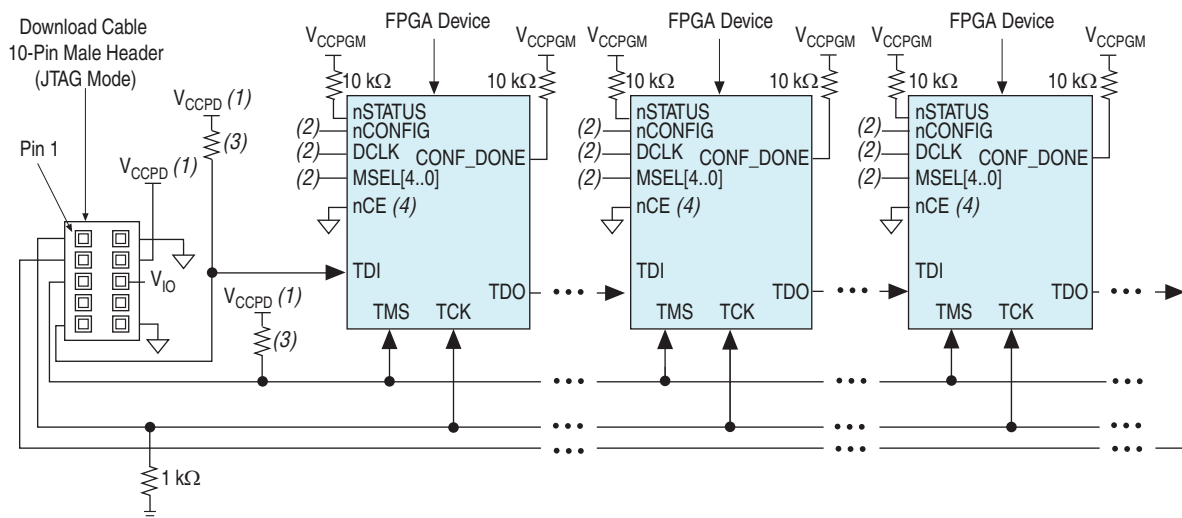 Download Cable
10-Pin Male Header
(JTAG Mode)
Pin 1
VCCPD (1)
(3)
VCCPD (1)
VIO
VCCPD (1)
(3)
1 kΩ
FPGA Device
VCCPGM
10 kΩ
VCCPGM
10 kΩ
nSTATUS
(2) nCONFIG
(2) DCLK
CONF_DONE
(2) MSEL[4..0]
nCE (4)
TDI
TDO
TMS TCK
FPGA Device
VCCPGM
10 kΩ
VCCPGM
10 kΩ
nSTATUS
(2) nCONFIG
(2) DCLK
CONF_DONE
(2) MSEL[4..0]
nCE (4)
TDI
TDO
TMS TCK
FPGA Device
VCCPGM
10 kΩ
VCCPGM
10 kΩ
nSTATUS
(2) nCONFIG
(2) DCLK
CONF_DONE
(2) MSEL[4..0]
nCE (4)
TDI
TDO
TMS TCK